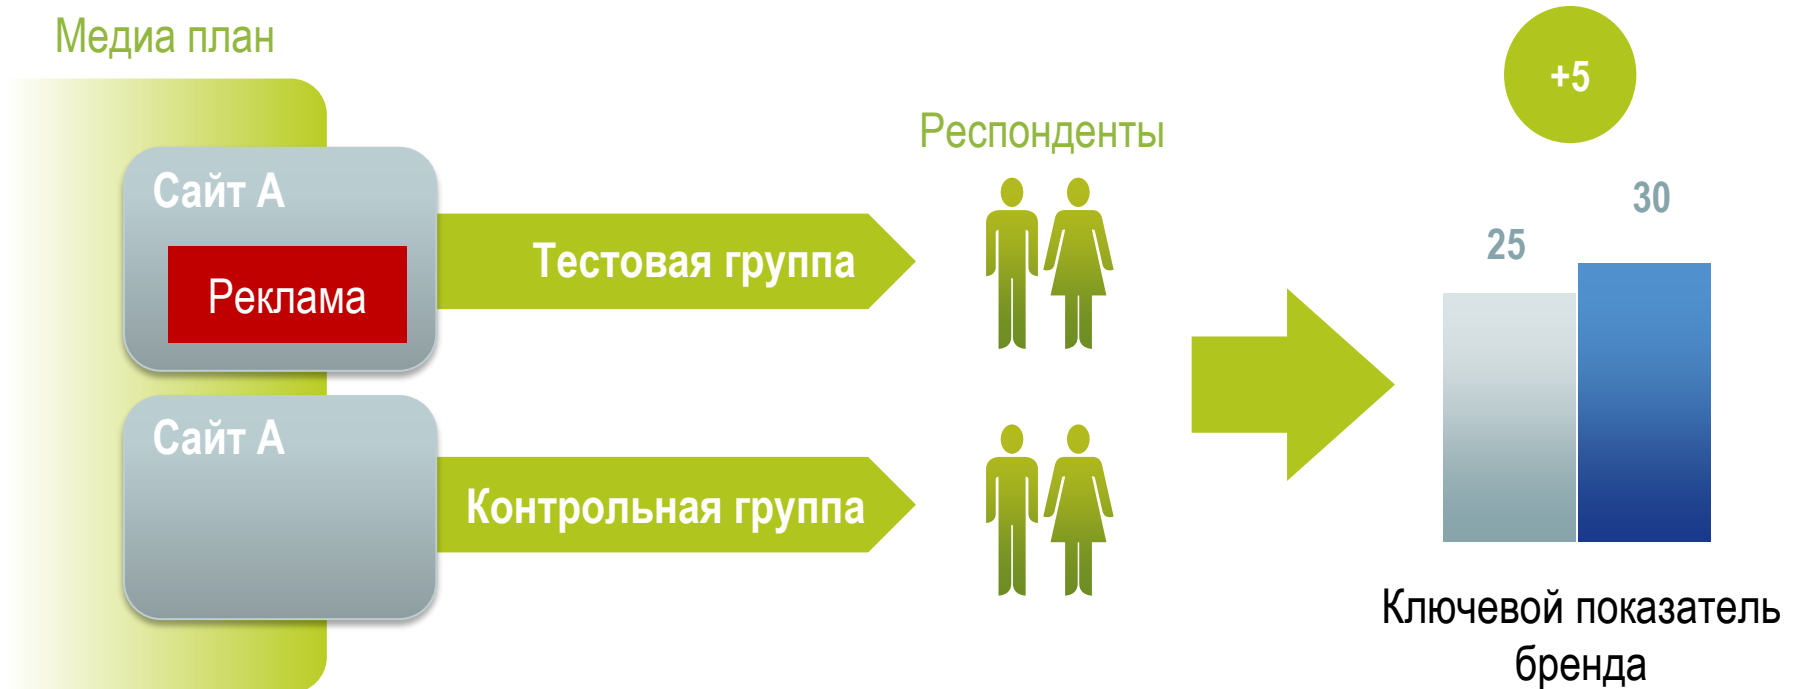 Медиа план
Сайт А
Реклама
Тестовая группа
Сайт А
Контрольная группа
Респонденты
+5
25
30
Ключевой показатель
бренда